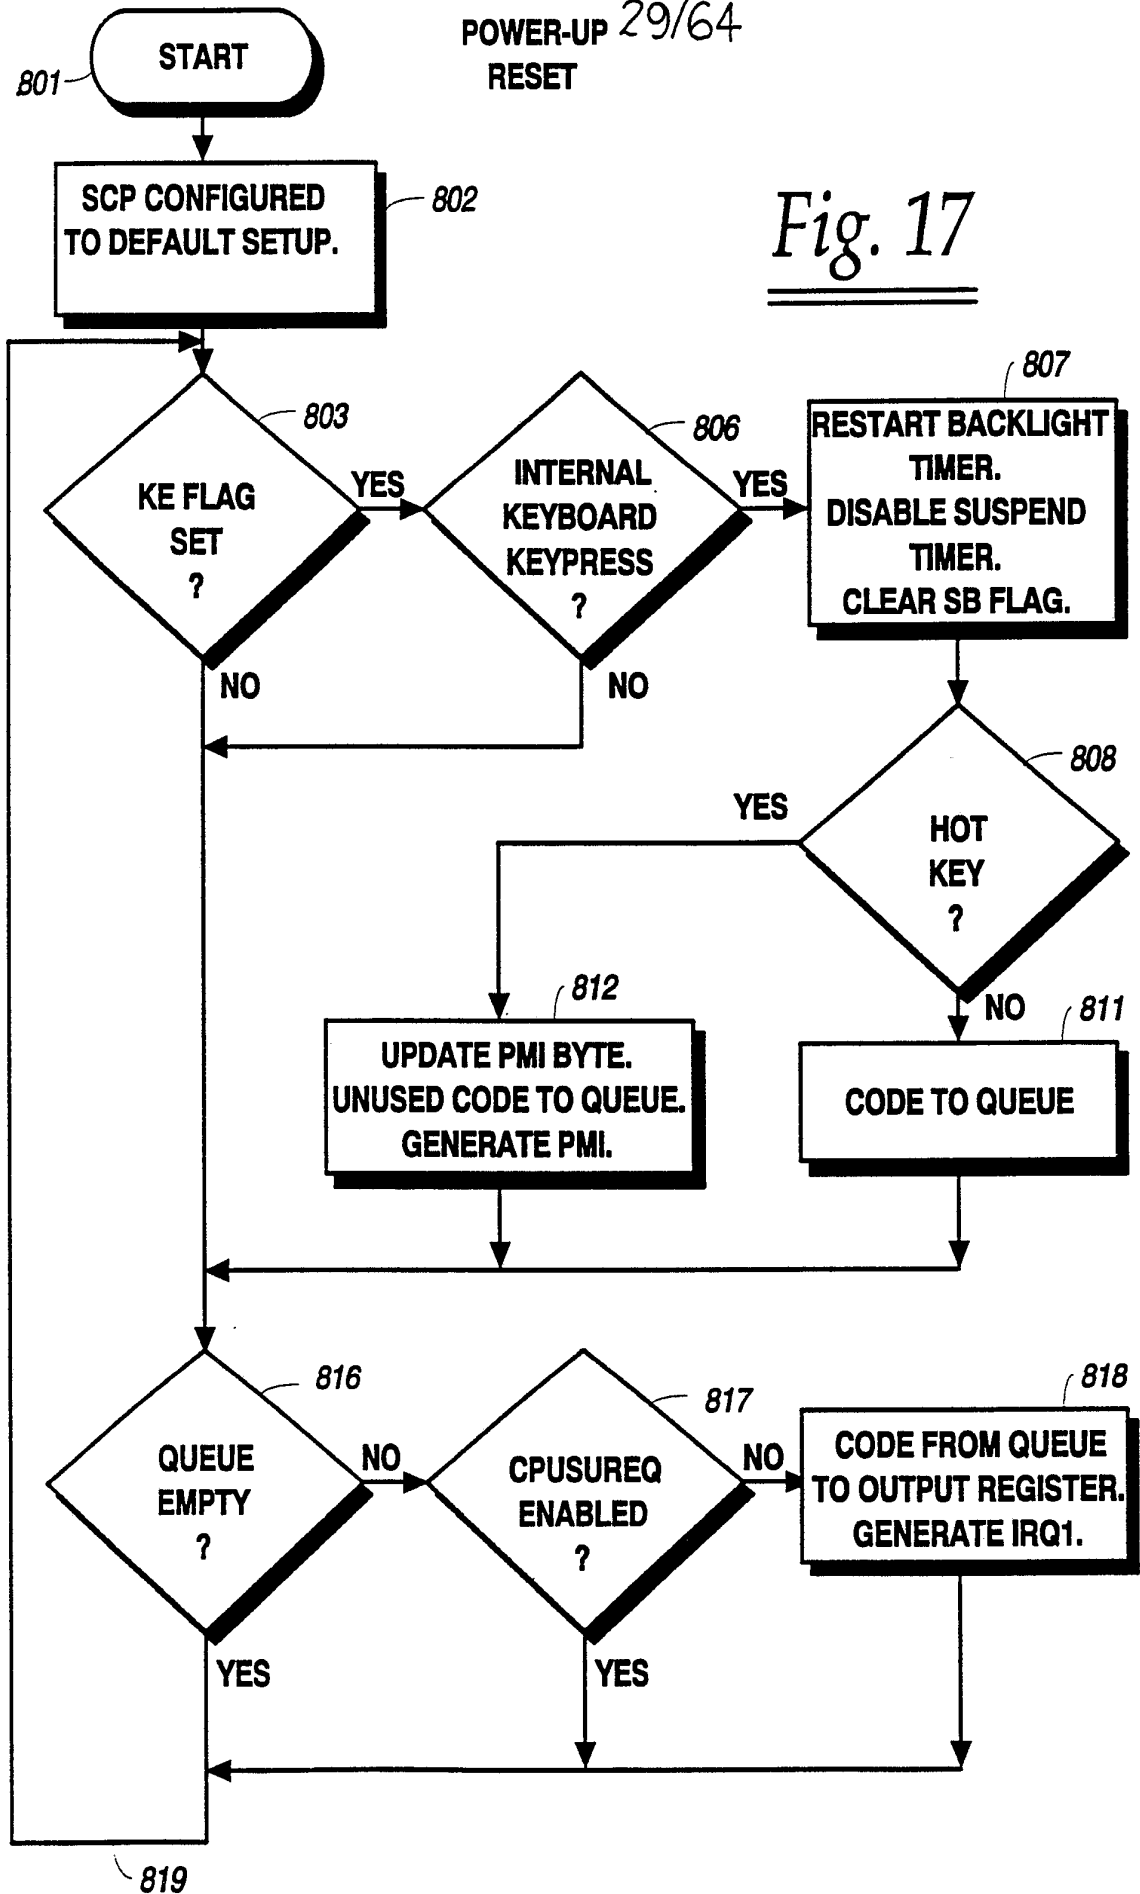 POWER-UP 29/64
RESET
START
801
SCP CONFIGURED
TO DEFAULT SETUP.
802
Fig. 17
803
KE FLAG
SET
?
YES
NO
806
INTERNAL
KEYBOARD
KEYPRESS
?
YES
NO
807
RESTART BACKLIGHT
TIMER.
DISABLE SUSPEND
TIMER.
CLEAR SB FLAG.
808
HOT
KEY
?
YES
NO
812
UPDATE PMI BYTE.
UNUSED CODE TO QUEUE.
GENERATE PMI.
811
CODE TO QUEUE
816
QUEUE
EMPTY
?
NO
YES
817
CPUSUREQ
ENABLED
?
NO
YES
818
CODE FROM QUEUE
TO OUTPUT REGISTER.
GENERATE IRQ1.
819